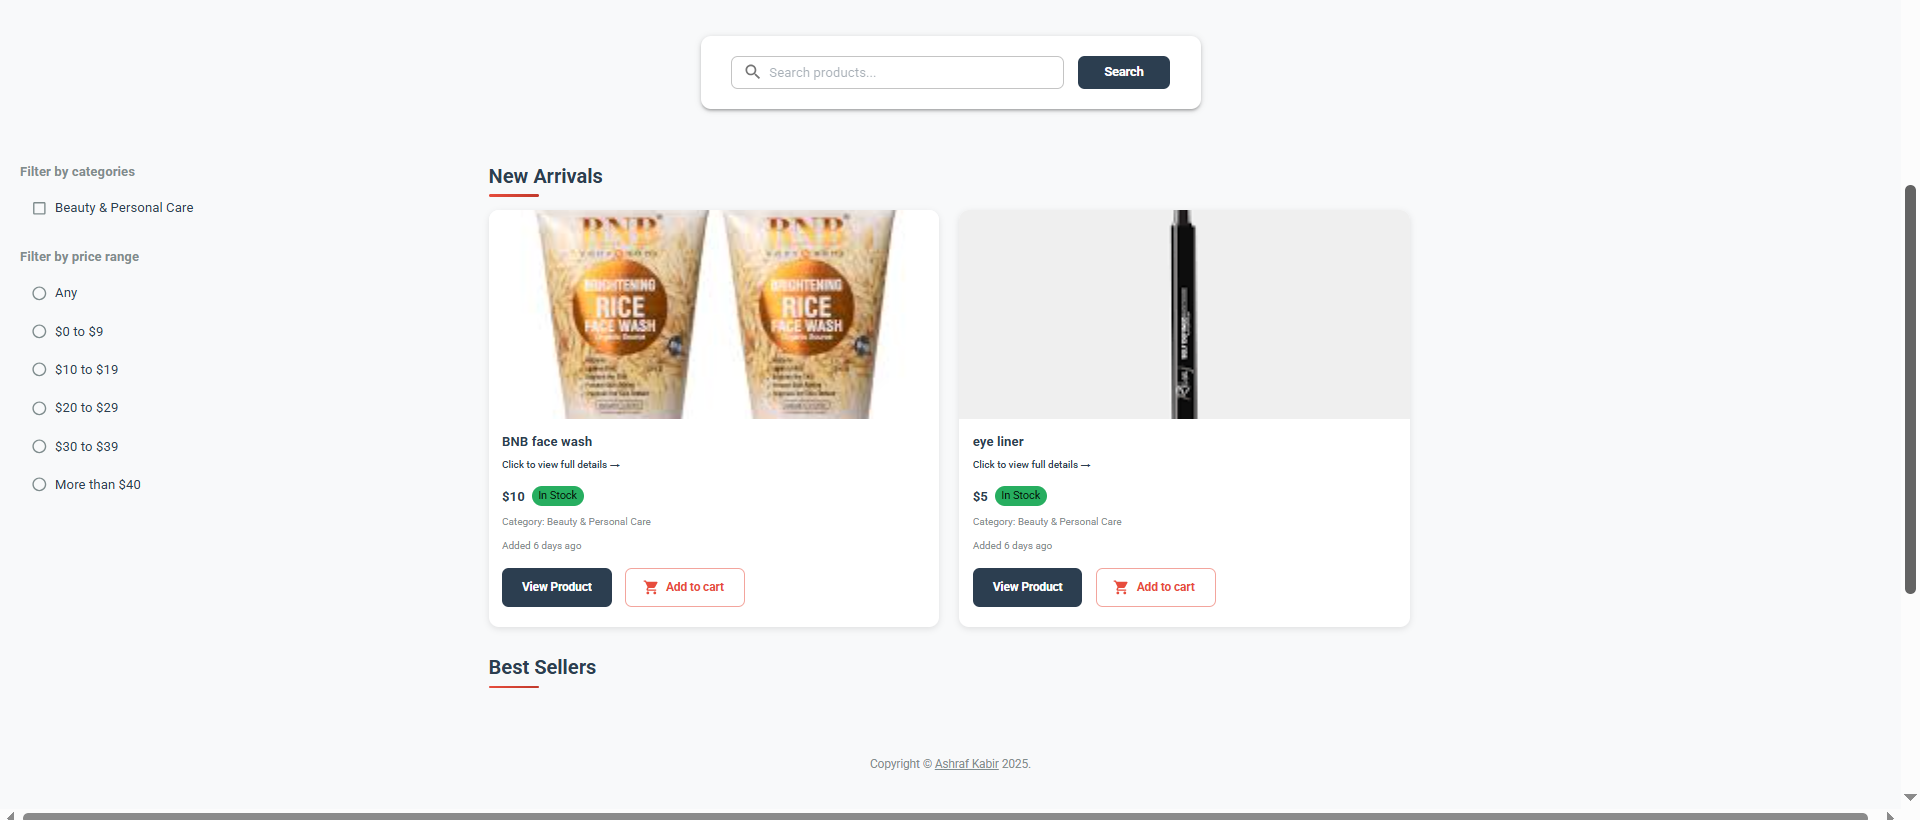 Search products...
Search
Filter by categories
Beauty & Personal Care
Filter by price range
Any
$0 to $9
$10 to $19
$20 to $29
$30 to $39
More than $40
New Arrivals
BNB
BRIGHTENING
RICE
FACE WASH
Organic Source
BNB
BRIGHTENING
RICE
FACE WASH
Organic Source
BNB face wash
Click to view full details →
$10 In Stock
Category: Beauty & Personal Care
Added 6 days ago
View Product
Add to cart
eye liner
Click to view full details →
$5 In Stock
Category: Beauty & Personal Care
Added 6 days ago
View Product
Add to cart
Best Sellers
Copyright © Ashraf Kabir 2025.